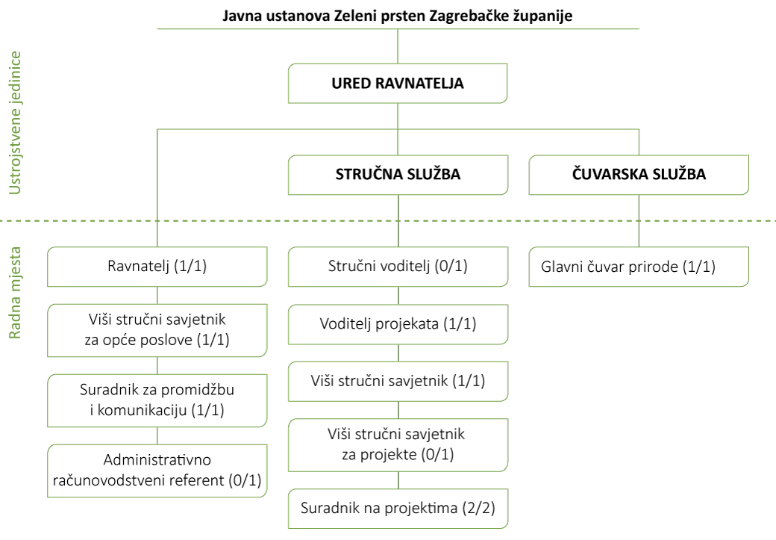 Javna ustanova Zeleni prsten Zagrebačke županije
Ustrojstvene jedinice
URED RAVNATELJA
STRUČNA SLUŽBA
ČUVARSKA SLUŽBA
Radna mjesta
Ravnatelj (1/1)
Viši stručni savjetnik
za opće poslove (1/1)
Suradnik za promidžbu
i komunikaciju (1/1)
Administrativno
računovodstveni referent (0/1)
Stručni voditelj (0/1)
Voditelj projekata (1/1)
Viši stručni savjetnik (1/1)
Viši stručni savjetnik
za projekte (0/1)
Suradnik na projektima (2/2)
Glavni čuvar prirode (1/1)